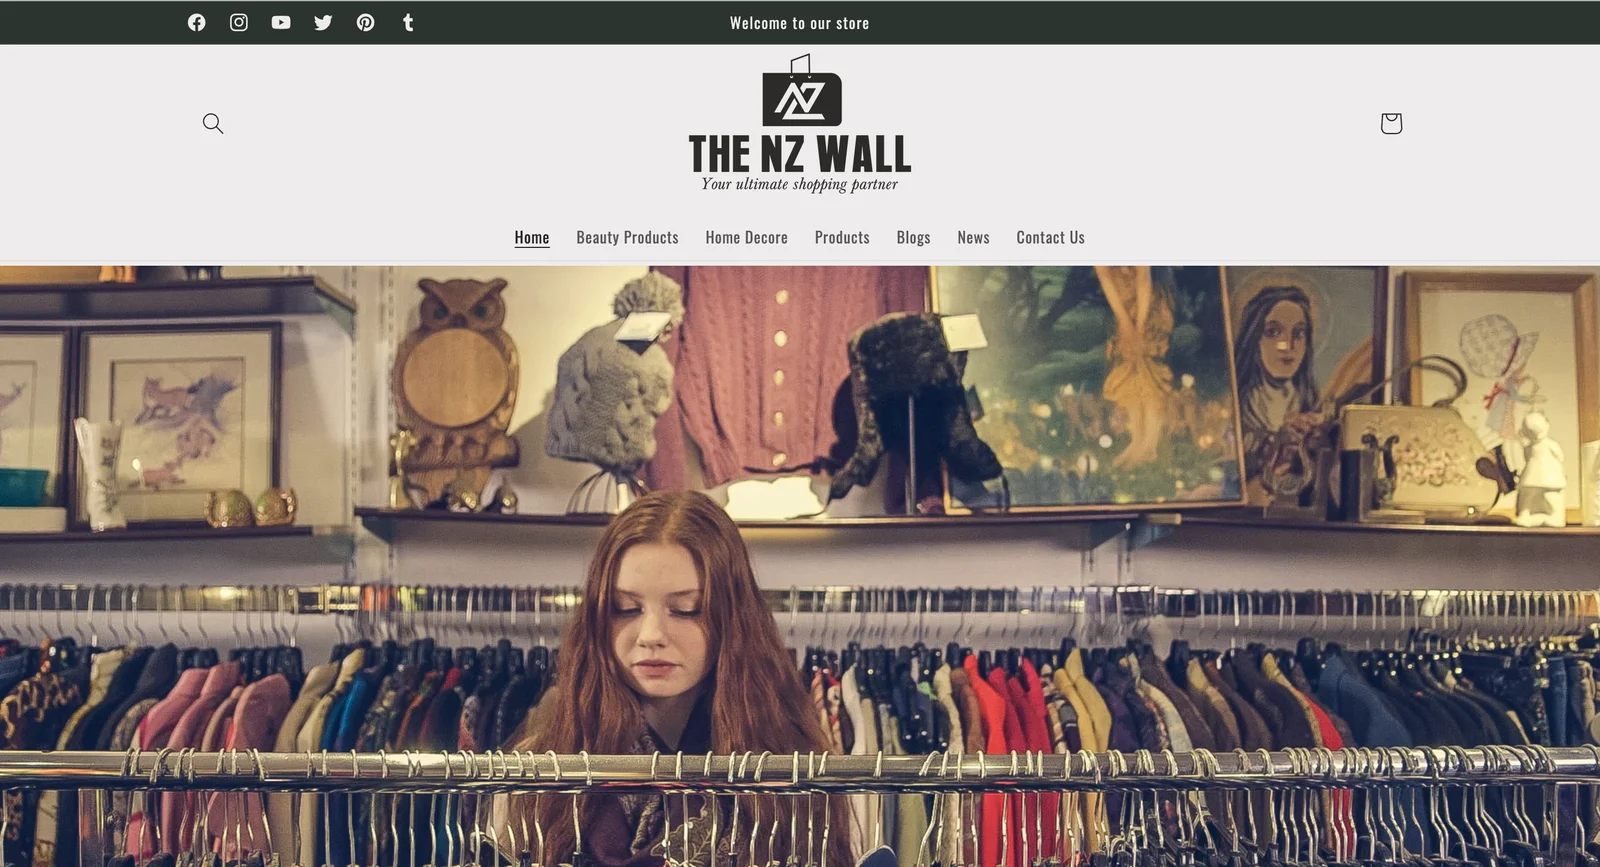 Welcome to our store
NZ
THE NZ WALL
Your ultimate shopping partner
Home Beauty Products Home Decore Products Blogs News Contact Us